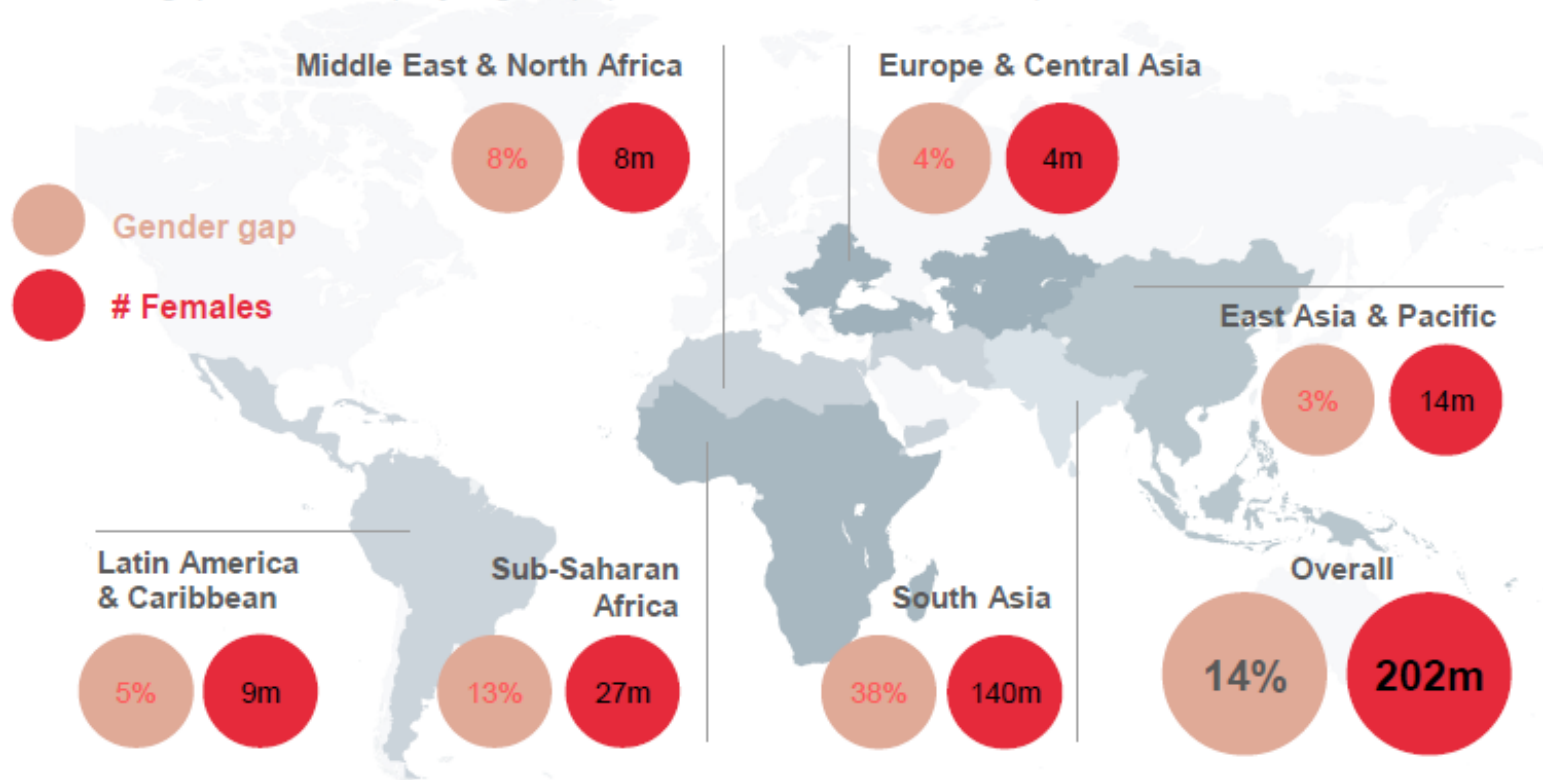 Middle East & North Africa
8%
8m
Europe & Central Asia
4%
4m
Gender gap
# Females
East Asia & Pacific
3%
14m
Latin America
& Caribbean
5%
9m
Sub-Saharan
Africa
13%
27m
South Asia
38%
140m
Overall
14%
202m